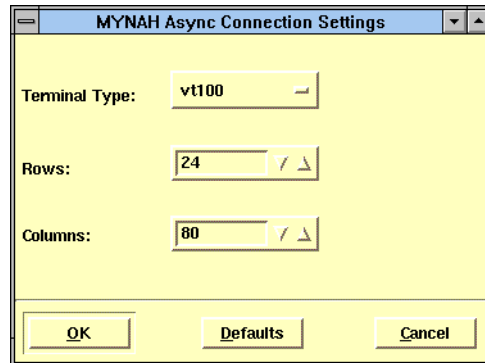 MYNAH Async Connection Settings
Terminal Type: vt100
Rows: 24
Columns: 80
OK Defaults Cancel